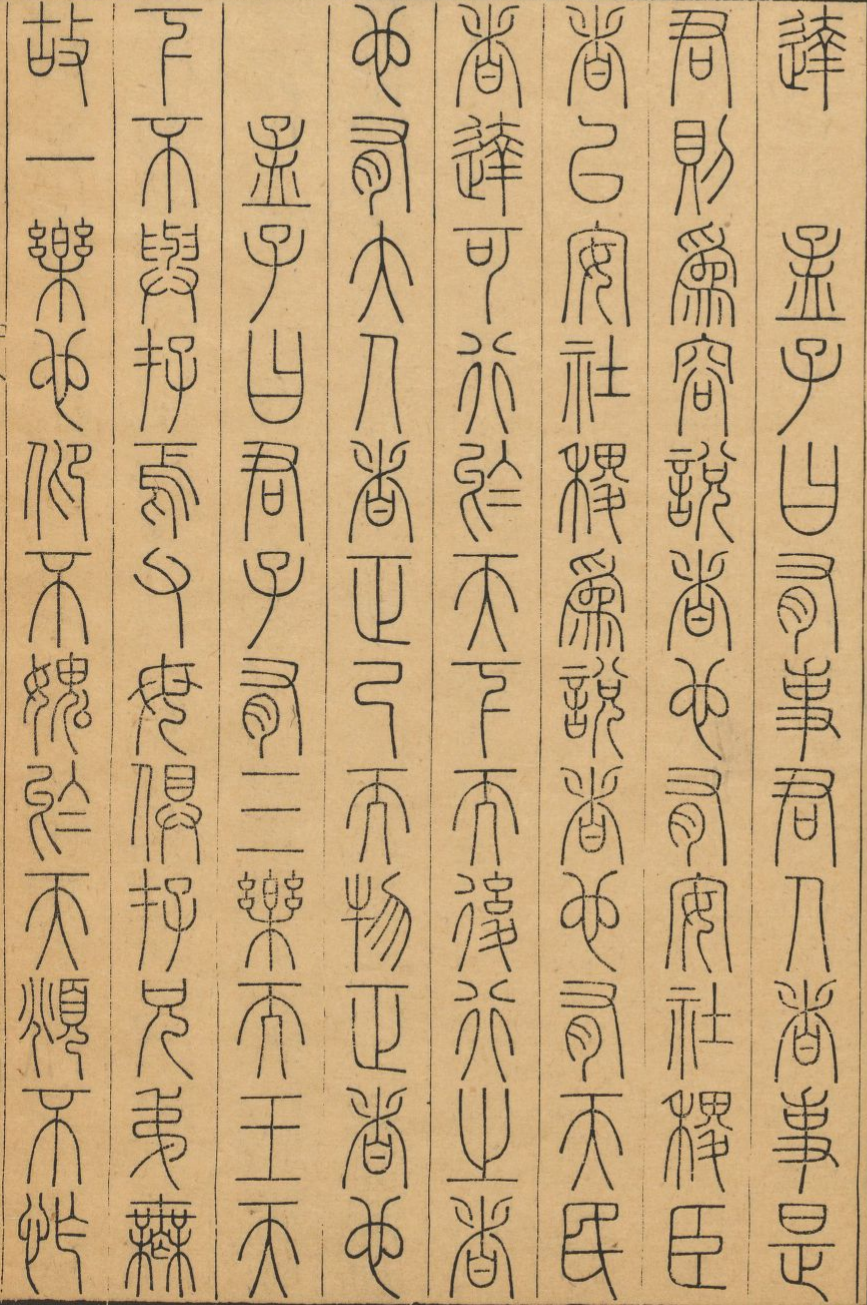 達　孟子曰有事君人者事是
君則爲容說者也有安社稷臣
者以安社稷爲說者也有天民
者達可行於天下而後行之者
也有大人者正己而物正者也
孟子曰君子有三樂而王天
下不與存焉父母俱存兄弟無
故一樂也仰不媿於天頫不怍